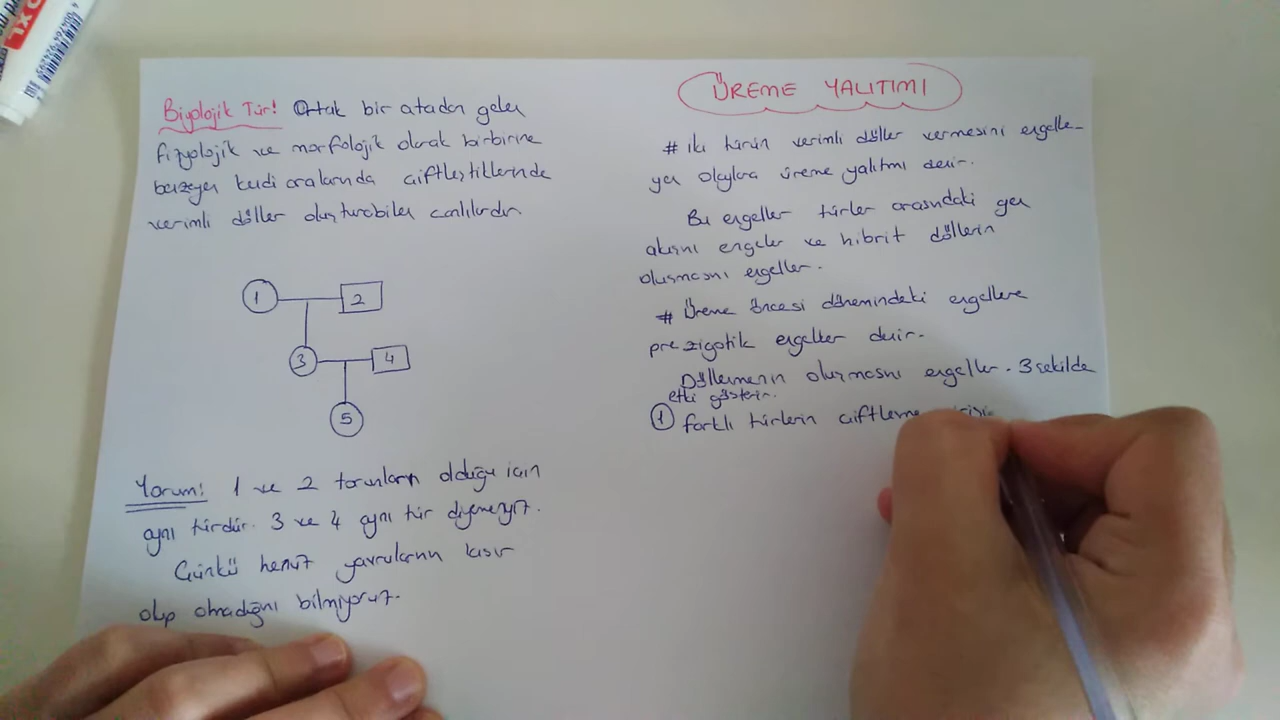 Biyolojik Tür! Ortak bir atadan gelen
fizyolojik ve morfolojik olarak birbirine
benzeyen kendi aralarında çiftleştiklerinde
verimli döller oluşturabilen canlılardır.
1
2
3
4
5
Yorum! 1 ve 2 torunların olduğu için
aynı türdür. 3 ve 4 aynı tür diyemeyiz.
Çünkü henüz yavrularının kısır
olup olmadığını bilmiyoruz.
ÜREME YALITIMI
# iki türün verimli döller vermesini engelle-
yen olaylara üreme yalıtımı denir.
Bu engeller türler arasındaki gen
akışını engeller ve hibrit döllerin
oluşmasını engeller.
# Üreme öncesi dönemindeki engellere
prezigotik engeller denir.
Döllenmenin olurmasını engeller. 3 şekilde
etki gösterir.
1 farklı türlerin çiftleşme